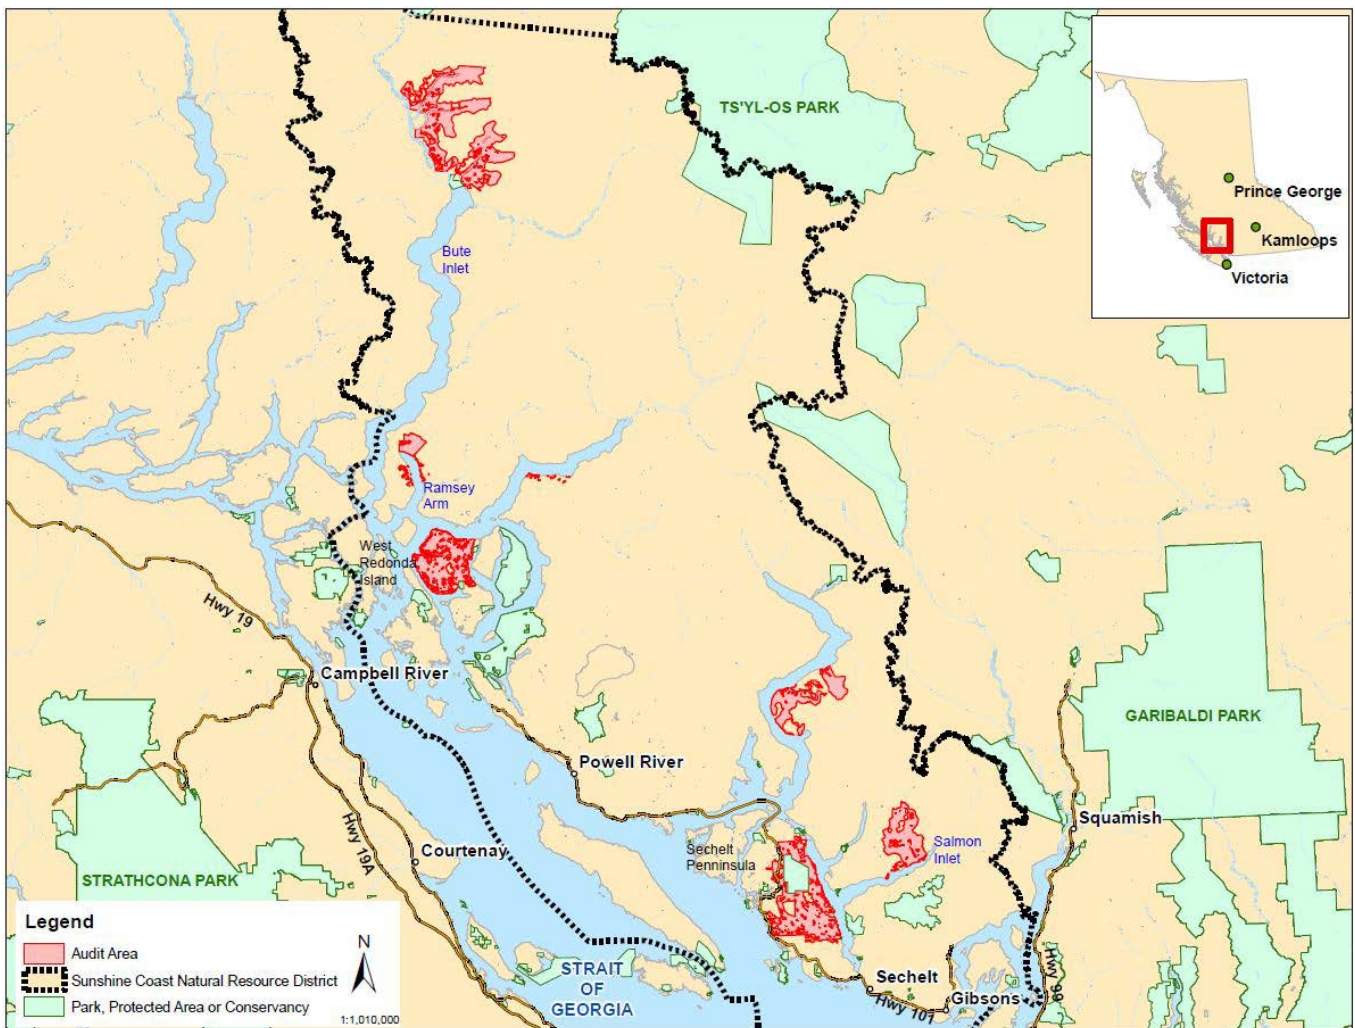 TS'YL-OS PARK
Prince George
Kamloops
Victoria
Bute
Inlet
Ramsey
Arm
West
Redonda
Island
Hwy 19
Campbell River
GARIBALDI PARK
Powell River
Squamish
Hwy 19A
Courtenay
Sechelt
Penninsula
Salmon
Inlet
STRATHCONA PARK
STRAIT
OF
GEORGIA
Sechelt
Hwy 101
Gibsons
Hwy 99
Legend
Audit Area
Sunshine Coast Natural Resource District
Park, Protected Area or Conservancy
N
1:1,010,000